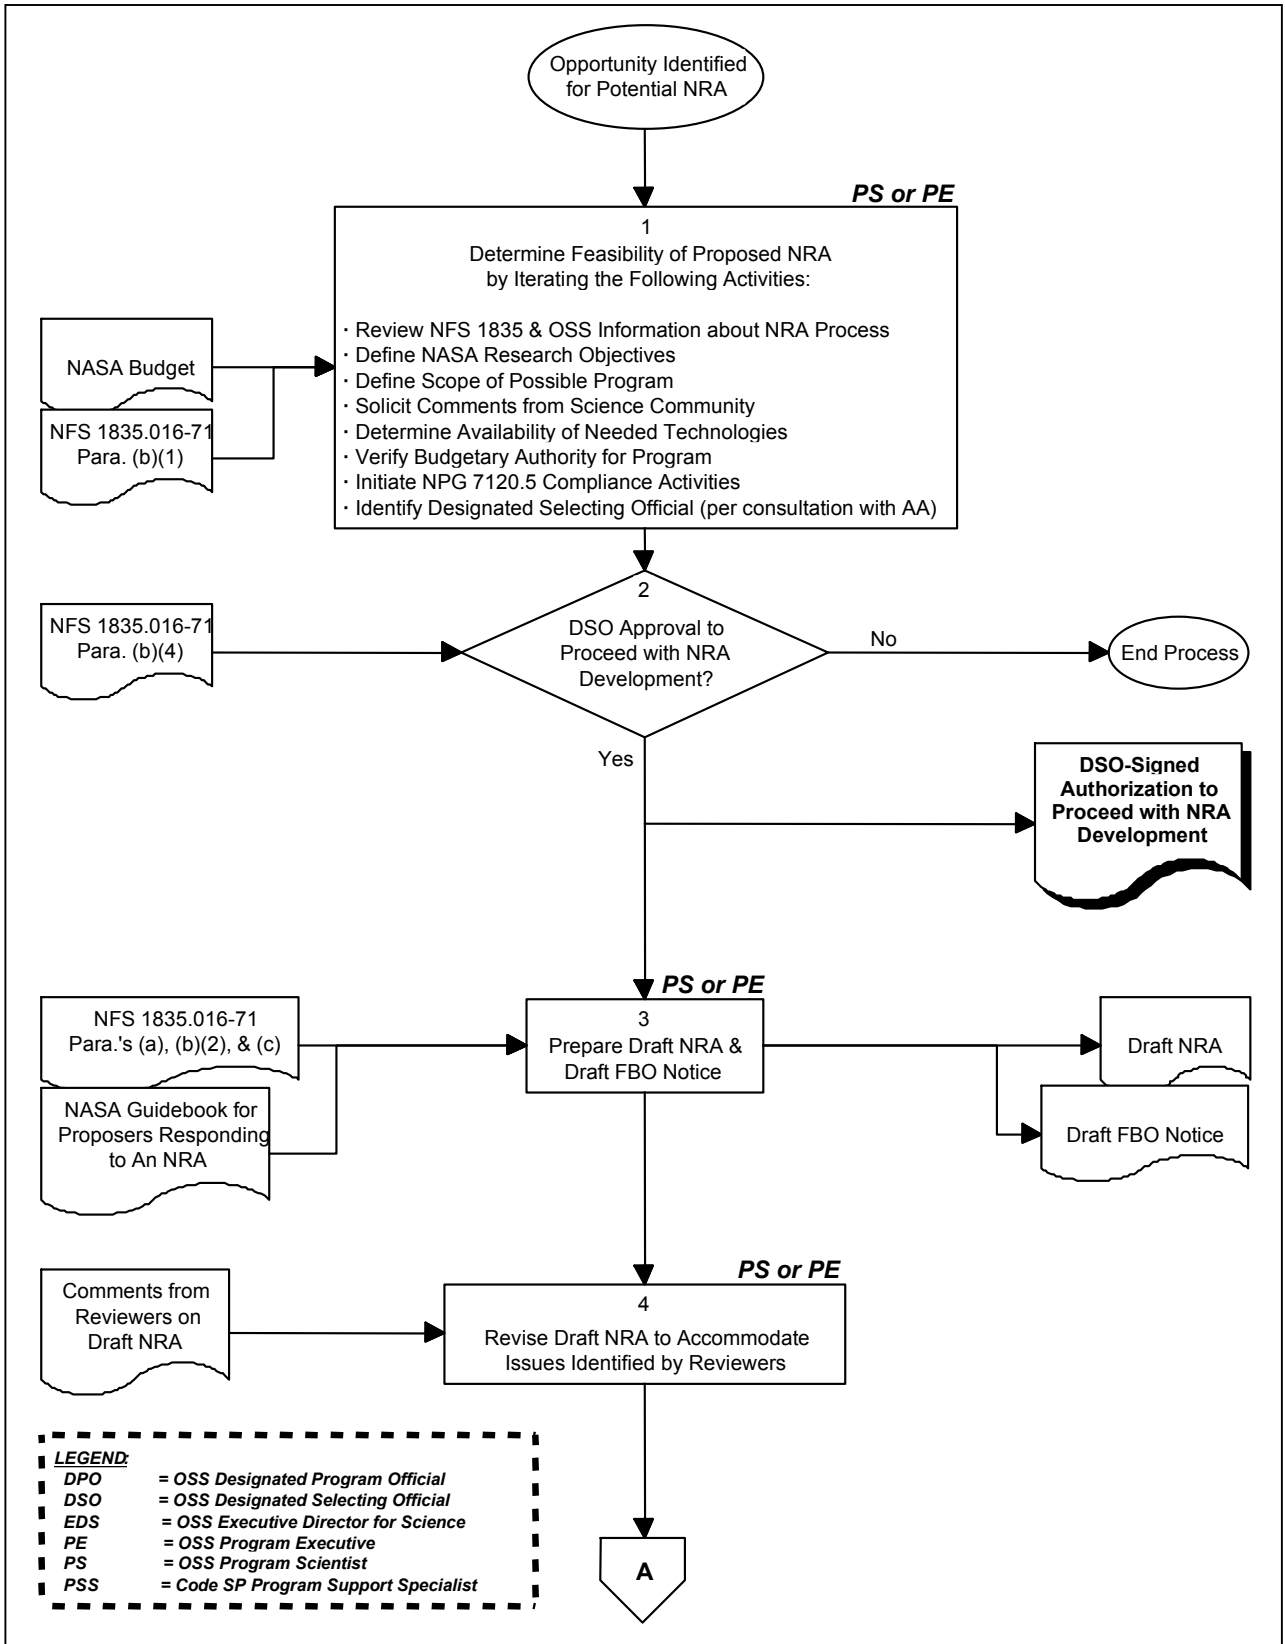 Opportunity Identified
for Potential NRA
PS or PE
1
Determine Feasibility of Proposed NRA
by Iterating the Following Activities:
· Review NFS 1835 & OSS Information about NRA Process
· Define NASA Research Objectives
· Define Scope of Possible Program
· Solicit Comments from Science Community
· Determine Availability of Needed Technologies
· Verify Budgetary Authority for Program
· Initiate NPG 7120.5 Compliance Activities
· Identify Designated Selecting Official (per consultation with AA)
NASA Budget
NFS 1835.016-71
Para. (b)(1)
NFS 1835.016-71
Para. (b)(4)
2
DSO Approval to
Proceed with NRA
Development?
No
End Process
Yes
DSO-Signed
Authorization to
Proceed with NRA
Development
PS or PE
NFS 1835.016-71
Para.'s (a), (b)(2), & (c)
NASA Guidebook for
Proposers Responding
to An NRA
3
Prepare Draft NRA &
Draft FBO Notice
Draft NRA
Draft FBO Notice
PS or PE
Comments from
Reviewers on
Draft NRA
4
Revise Draft NRA to Accommodate
Issues Identified by Reviewers
LEGEND:
DPO = OSS Designated Program Official
DSO = OSS Designated Selecting Official
EDS = OSS Executive Director for Science
PE = OSS Program Executive
PS = OSS Program Scientist
PSS = Code SP Program Support Specialist
A